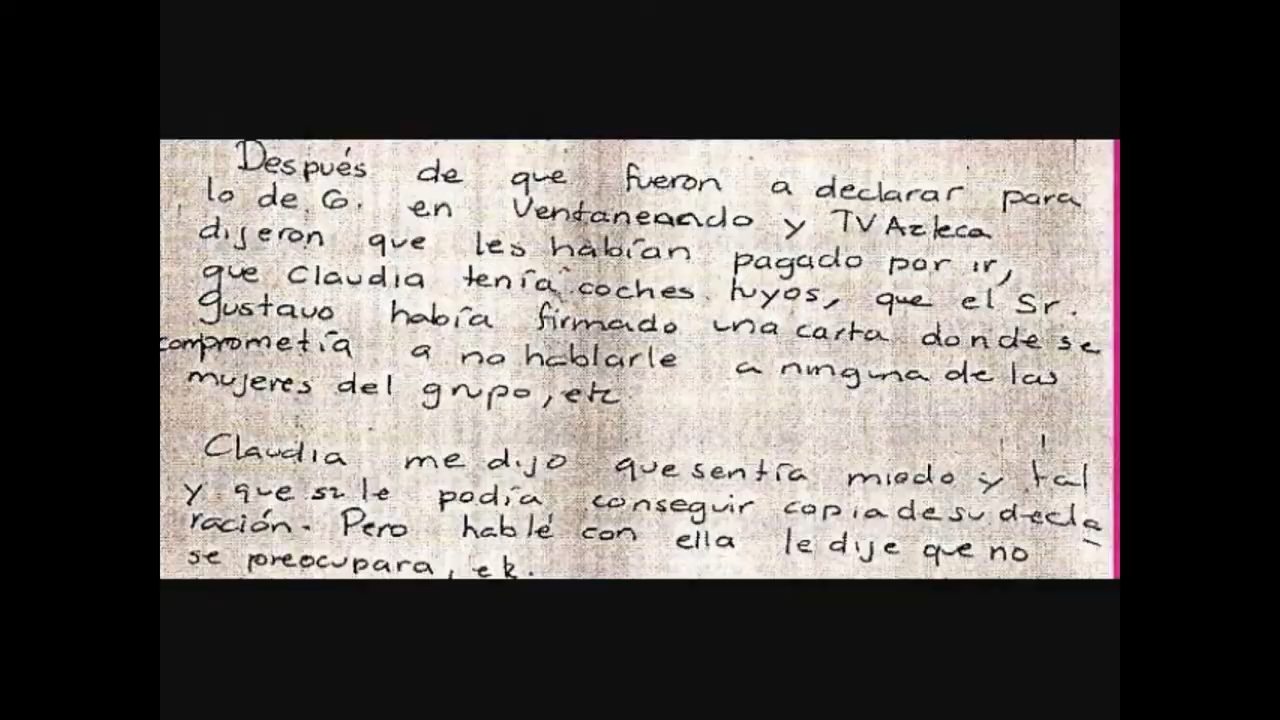 Después de que fueron a declarar para
lo de G. en Ventaneando y TV Azteca
dijeron que les habían pagado por ir,
que Claudia tenía coches tuyos, que el Sr.
Gustavo había firmado una carta donde se
comprometía a no hablarle a ninguna de las
mujeres del grupo, etc
Claudia me dijo que sentía miedo y tal
y que si le podía conseguir copia de su decla
ración. Pero hablé con ella le dije que no
se preocupara, etc.